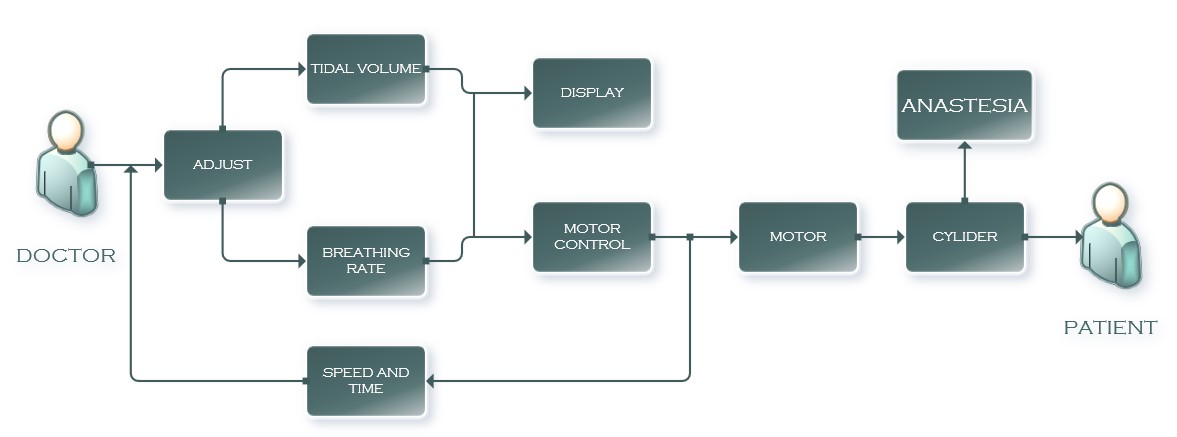 TIDAL VOLUME
DISPLAY
ANASTESIA
ADJUST
DOCTOR
BREATHING
RATE
MOTOR
CONTROL
MOTOR
CYLIDER
PATIENT
SPEED AND
TIME